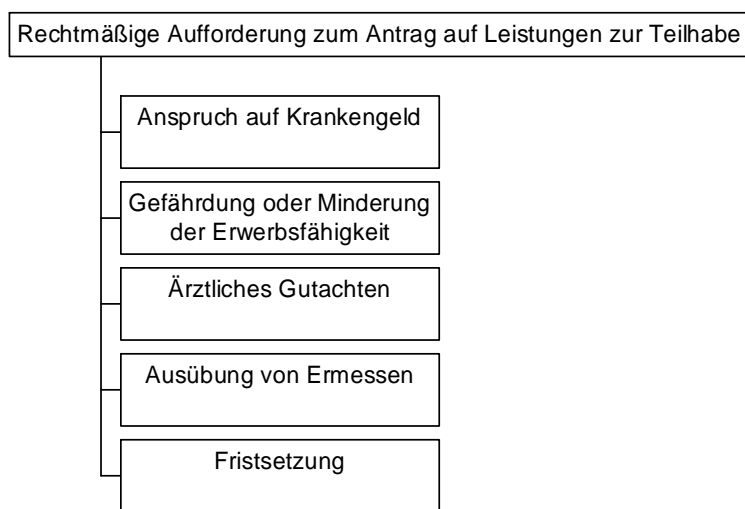 Rechtmäßige Aufforderung zum Antrag auf Leistungen zur Teilhabe
Anspruch auf Krankengeld
Gefährdung oder Minderung
der Erwerbsfähigkeit
Ärztliches Gutachten
Ausübung von Ermessen
Fristsetzung